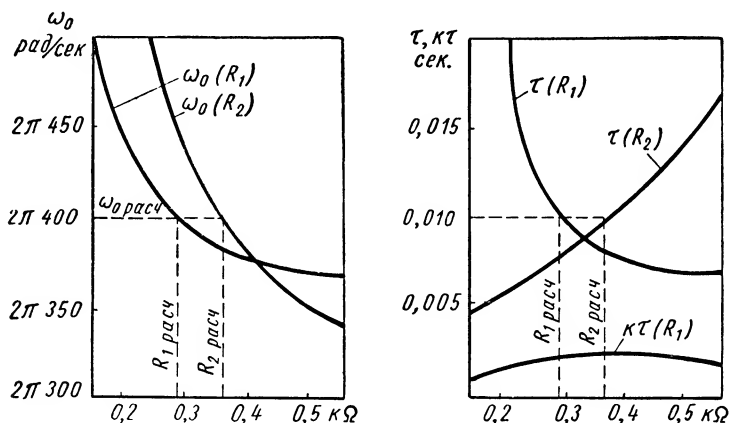 ω₀
рад/сек
2π 450
2π 400
2π 350
2π 300
ω₀ (R₁)
ω₀ (R₂)
ω₀ расч
R₁ расч
R₂ расч
0,2 0,3 0,4 0,5 кΩ
τ, кτ
сек.
0,015
0,010
0,005
τ (R₁)
τ (R₂)
R₁ расч
R₂ расч
кτ (R₁)
0,2 0,3 0,4 0,5 кΩ